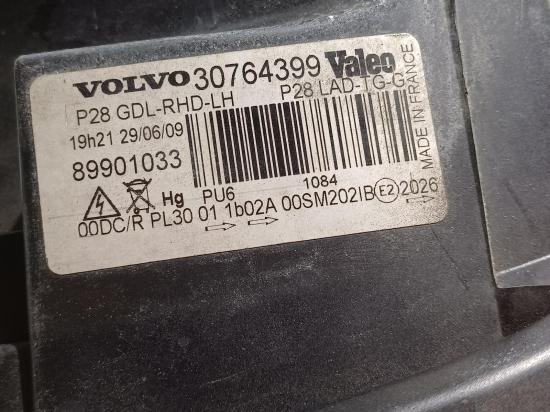 VOLVO 30764399 Valeo
P28 GDL-RHD-LH P28 LAD-TG-G
19h21 29/06/09
89901033
MADE IN FRANCE
Hg PU6 1084
00DC/R PL30 01 1b02A 00SM202IB E2 2026